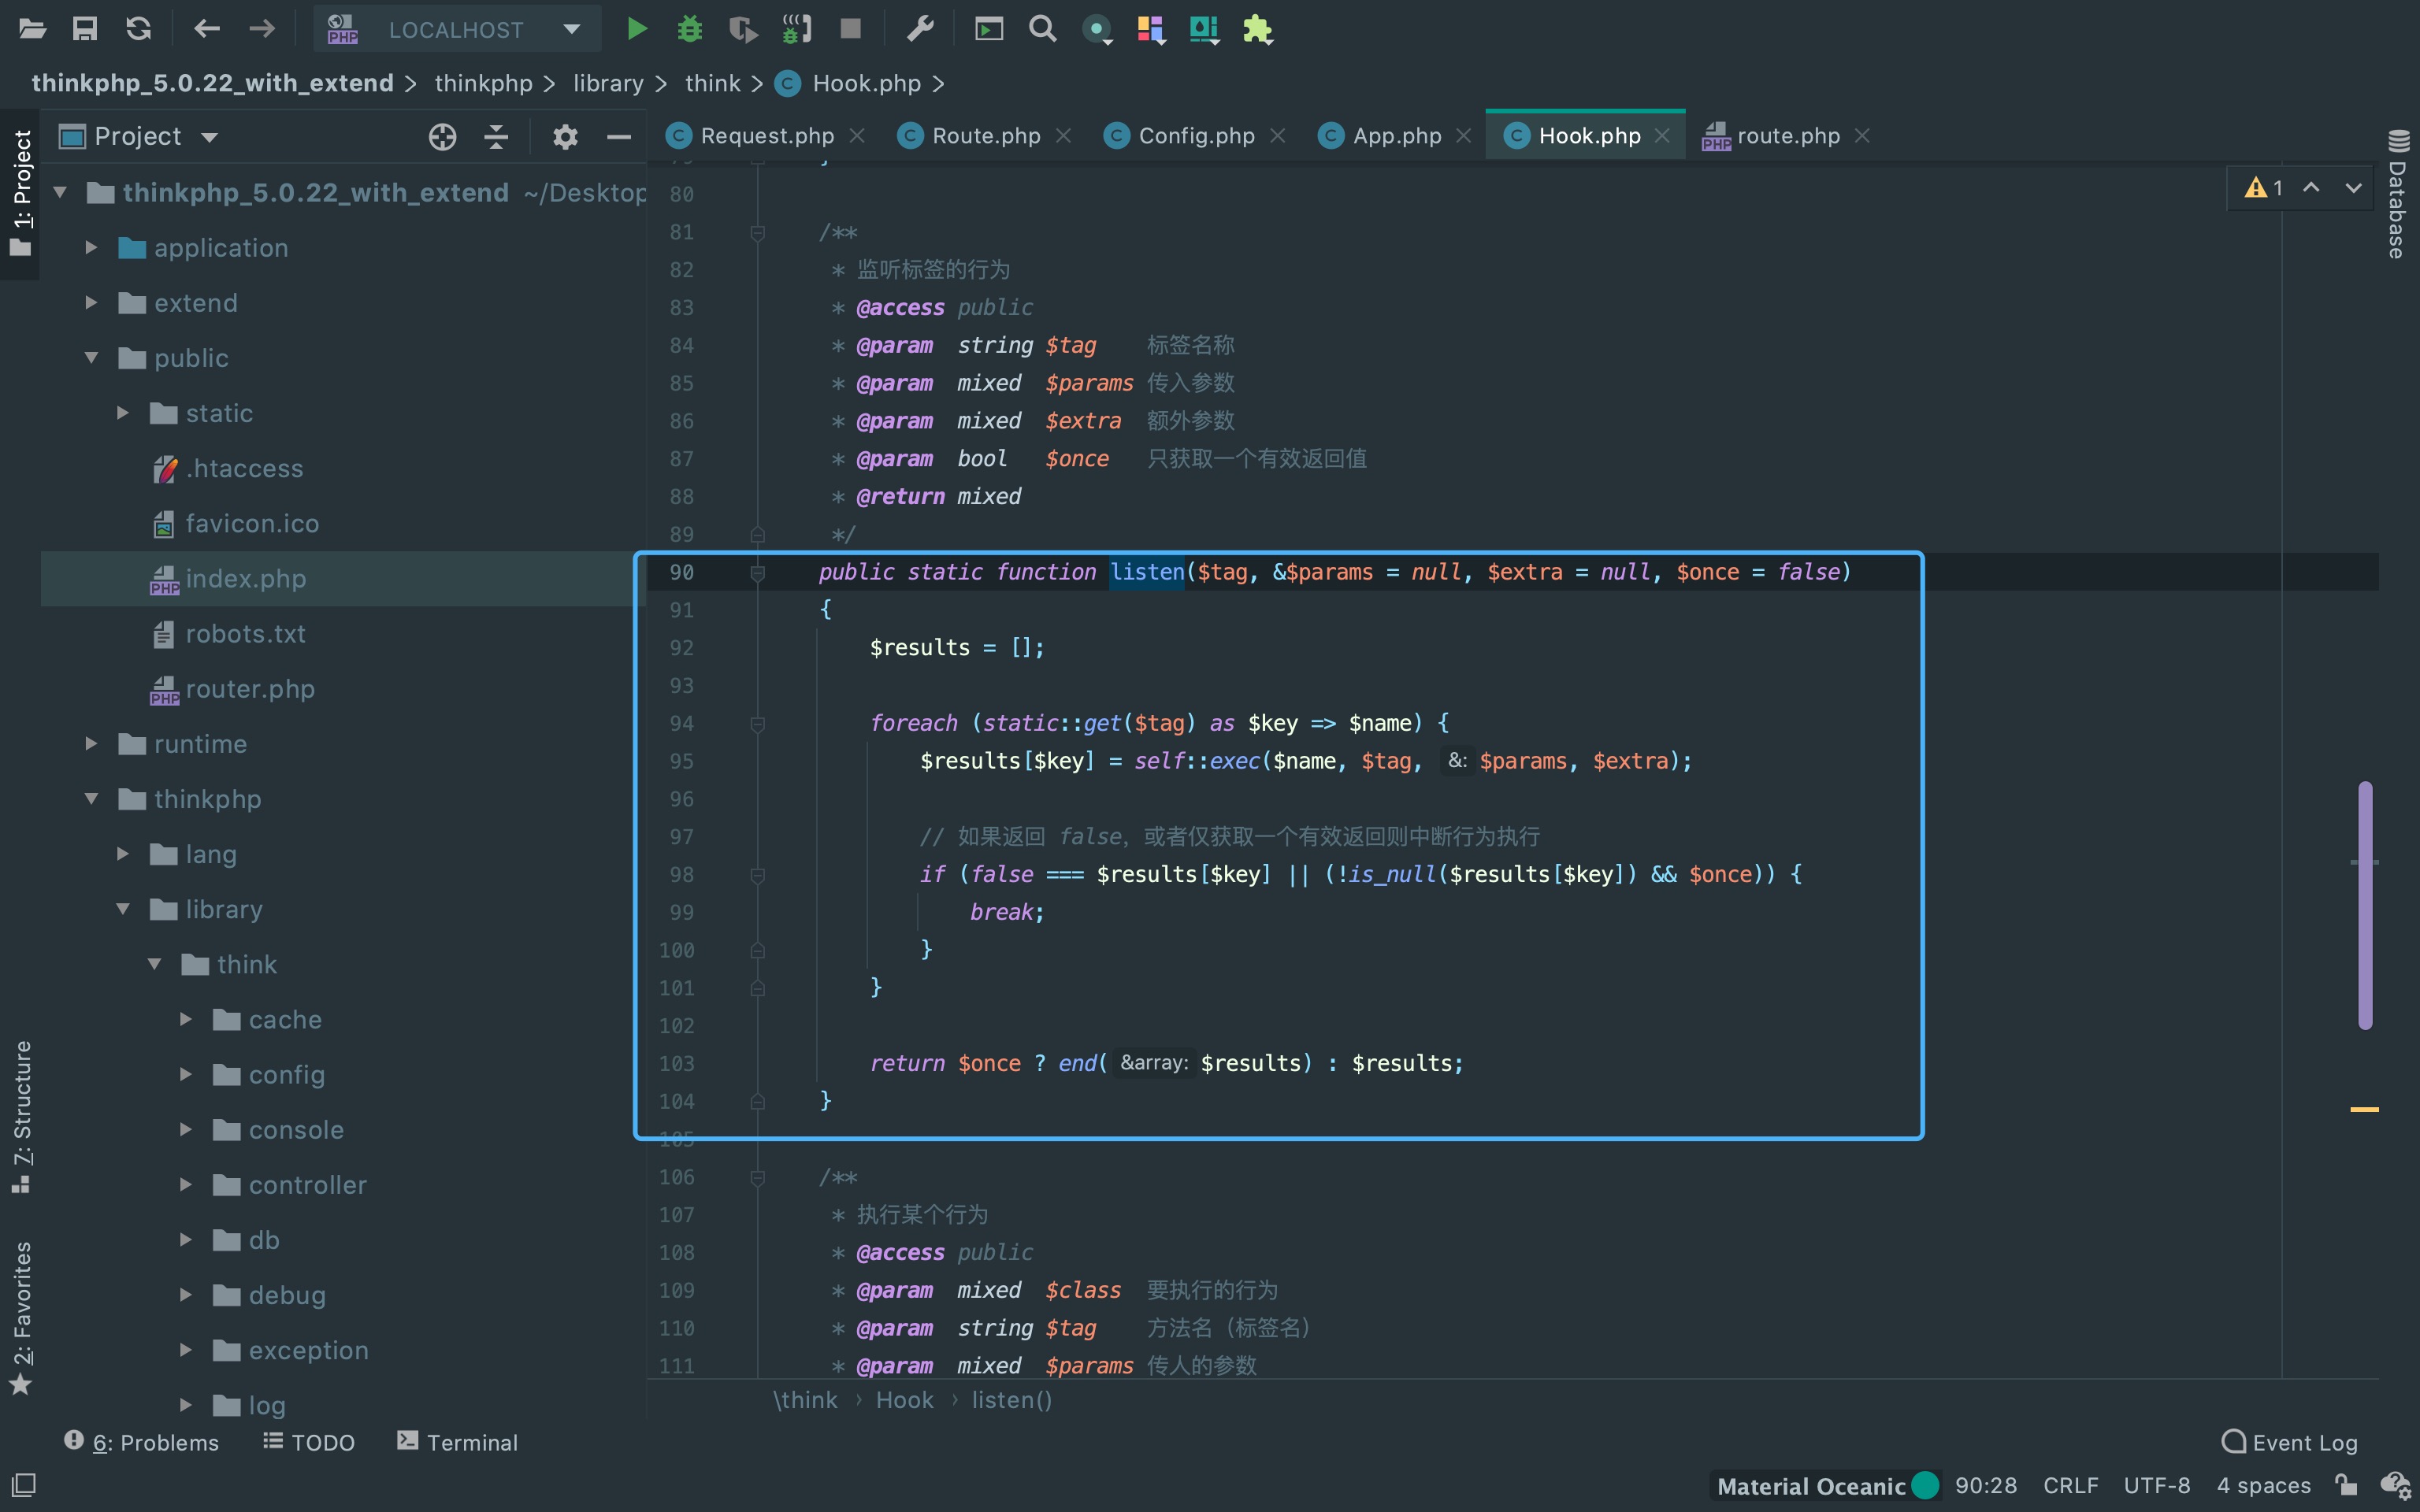 LOCALHOST
thinkphp_5.0.22_with_extend > thinkphp > library > think > Hook.php >
1: Project
Project
Request.php
Route.php
Config.php
App.php
Hook.php
route.php
Database
1
thinkphp_5.0.22_with_extend ~/Desktop
application
extend
public
static
.htaccess
favicon.ico
index.php
robots.txt
router.php
runtime
thinkphp
lang
library
think
cache
config
console
controller
db
debug
exception
log
7: Structure
2: Favorites
80
81 /**
82 * 监听标签的行为
83 * @access public
84 * @param string $tag 标签名称
85 * @param mixed $params 传入参数
86 * @param mixed $extra 额外参数
87 * @param bool $once 只获取一个有效返回值
88 * @return mixed
89 */
90 public static function listen($tag, &$params = null, $extra = null, $once = false)
91 {
92 $results = [];
93
94 foreach (static::get($tag) as $key => $name) {
95 $results[$key] = self::exec($name, $tag, &: $params, $extra);
96
97 // 如果返回 false, 或者仅获取一个有效返回则中断行为执行
98 if (false === $results[$key] || (!is_null($results[$key]) && $once)) {
99 break;
100 }
101 }
102
103 return $once ? end( &array: $results) : $results;
104 }
105
106 /**
107 * 执行某个行为
108 * @access public
109 * @param mixed $class 要执行的行为
110 * @param string $tag 方法名（标签名）
111 * @param mixed $params 传人的参数
\think › Hook › listen()
6: Problems
TODO
Terminal
Event Log
Material Oceanic 90:28 CRLF UTF-8 4 spaces